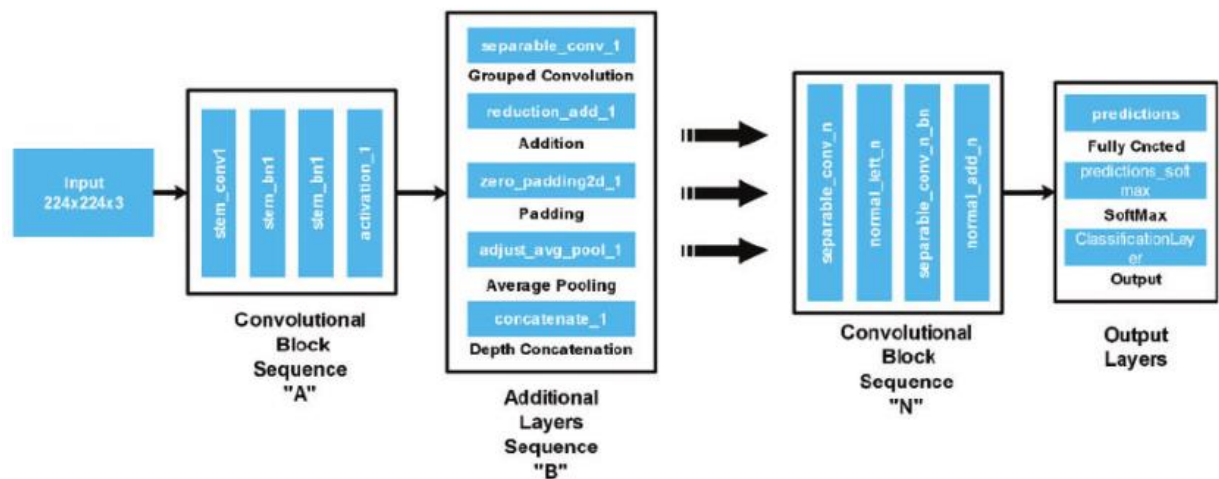 Input
224x224x3
stem_conv1
stem_bn1
stem_bn1
activation_1
Convolutional
Block
Sequence
"A"
separable_conv_1
Grouped Convolution
reduction_add_1
Addition
zero_padding2d_1
Padding
adjust_avg_pool_1
Average Pooling
concatenate_1
Depth Concatenation
Additional
Layers
Sequence
"B"
separable_conv_n
normal_left_n
separable_conv_n_bn
normal_add_n
Convolutional
Block
Sequence
"N"
predictions
Fully Cncted
predictions_soft
max
SoftMax
ClassificationLay
er
Output
Output
Layers